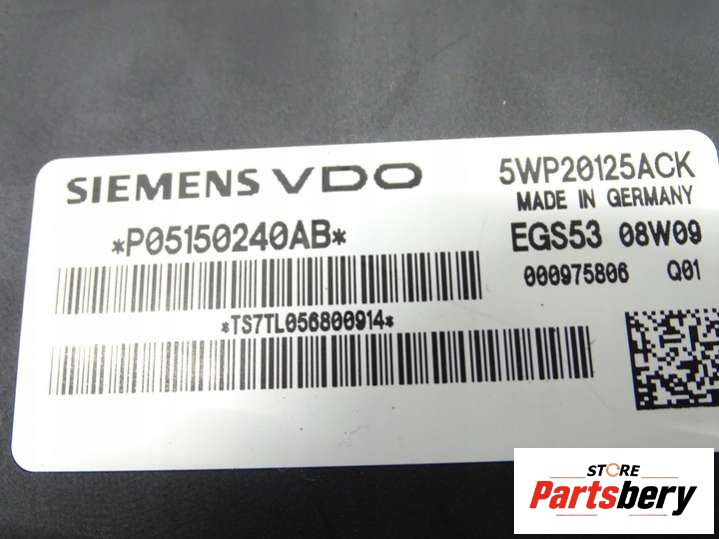 SIEMENS VDO
5WP20125ACK
MADE IN GERMANY
*P05150240AB*
EGS53 08W09
000975806 Q01
*TS7TL056800914*
STORE
Partsbery